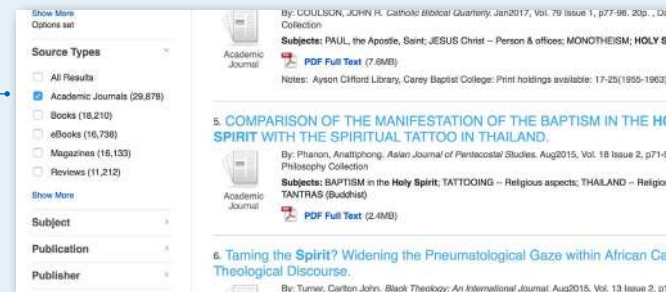 Show More
Options set
Source Types
All Results
Academic Journals (29,878)
Books (18,210)
eBooks (16,736)
Magazines (16,133)
Reviews (11,212)
Show More
Subject
Publication
Publisher
By: COULSON, JOHN R. Catholic Biblical Quarterly. Jan2017, Vol. 79 Issue 1, p77-96. 20p. ,
Collection
Subjects: PAUL, the Apostle, Saint; JESUS Christ -- Person & offices; MONOTHEISM; HOLY
Academic
Journal
PDF Full Text (7.6MB)
Notes: Ayson Clifford Library, Carey Baptist College: Print holdings available: 17-25(1955-1963)
5. COMPARISON OF THE MANIFESTATION OF THE BAPTISM IN THE
SPIRIT WITH THE SPIRITUAL TATTOO IN THAILAND.
By: Phanon, Anattiphong. Asian Journal of Pentecostal Studies. Aug2015, Vol. 18 Issue 2,
Philosophy Collection
Subjects: BAPTISM in the Holy Spirit; TATTOOING -- Religious aspects; THAILAND --
TANTRAS (Buddhist)
Academic
Journal
PDF Full Text (2.4MB)
6. Taming the Spirit? Widening the Pneumatological Gaze within African
Theological Discourse.
By: Turner, Carlton John. Black Theology: An International Journal. Aug2015, Vol. 13 Issue 2,